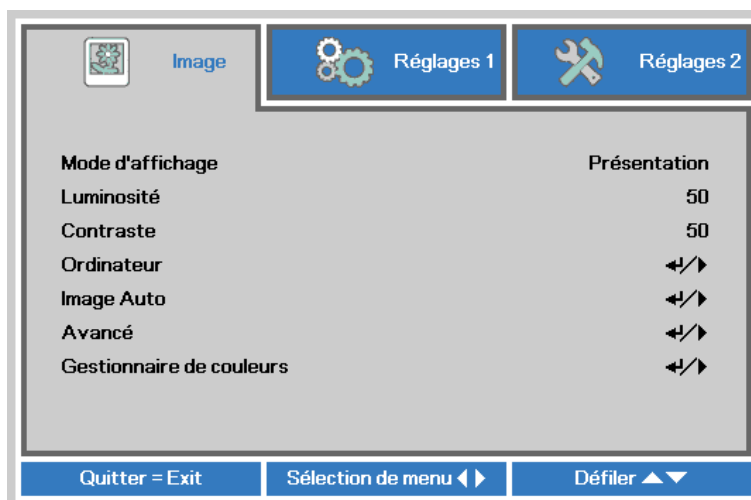 Image
Réglages 1
Réglages 2
Mode d'affichage Présentation
Luminosité 50
Contraste 50
Ordinateur ↵/▶
Image Auto ↵/▶
Avancé ↵/▶
Gestionnaire de couleurs ↵/▶
Quitter = Exit
Sélection de menu ◀▶
Défiler ▲▼